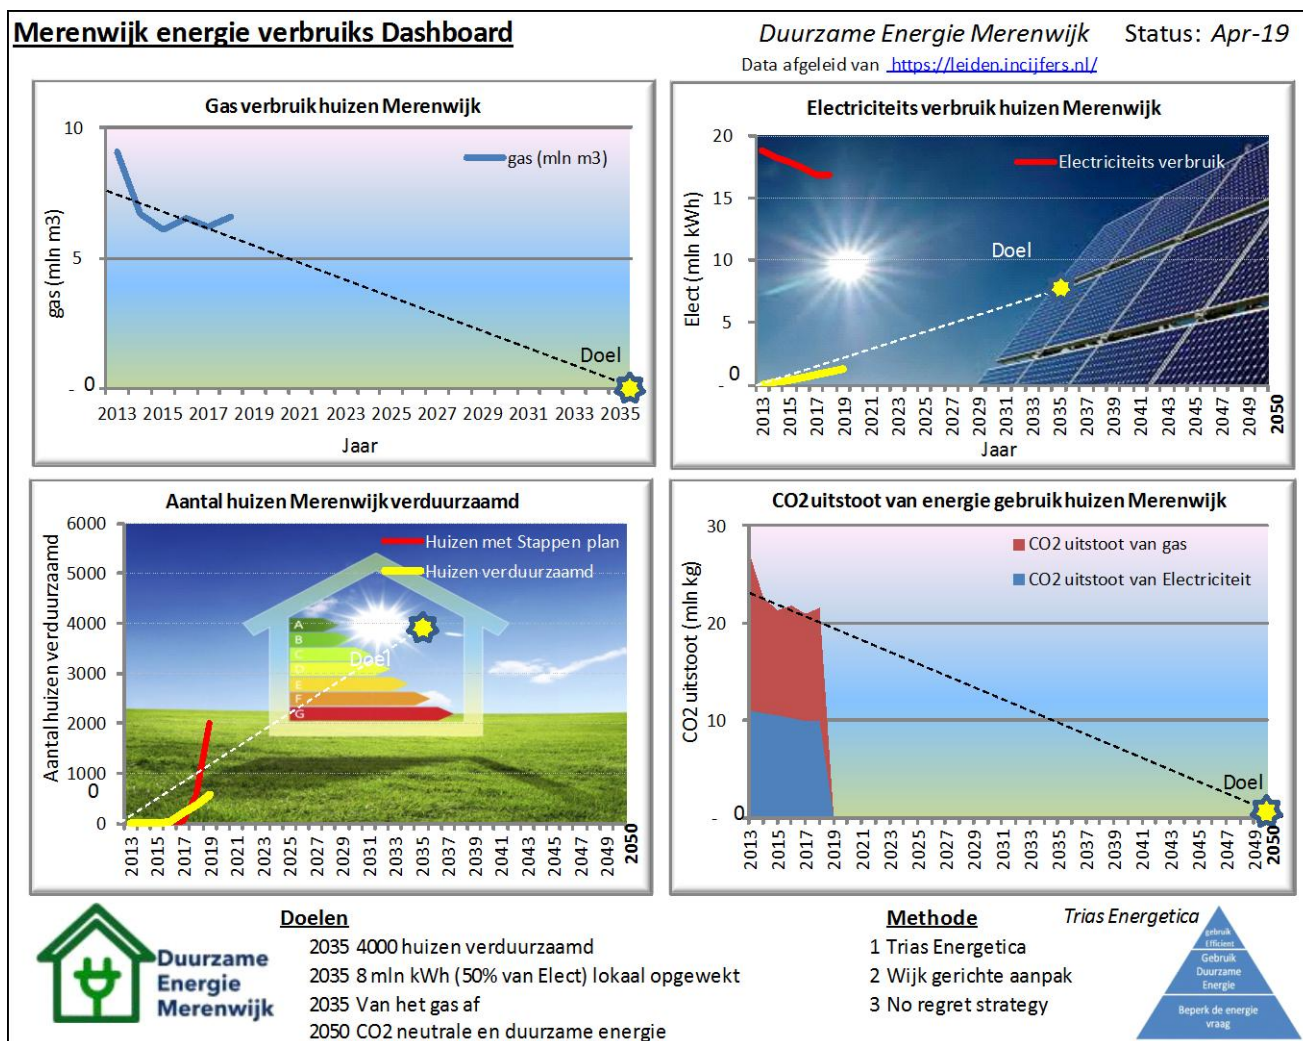 Merenwijk energie verbruiks Dashboard
Duurzame Energie Merenwijk Status: Apr-19
Data afgeleid van https://leiden.incijfers.nl/
Gas verbruik huizen Merenwijk
gas (mln m3)
10
5
- 0
gas (mln m3)
Doel
2013 2015 2017 2019 2021 2023 2025 2027 2029 2031 2033 2035
Jaar
Electriciteits verbruik huizen Merenwijk
Elect (mln kWh)
20
15
10
5
0
-
Electriciteits verbruik
Doel
2013 2015 2017 2019 2021 2023 2025 2027 2029 2031 2033 2035 2037 2039 2041 2043 2045 2047 2049 2050
Jaar
Aantal huizen Merenwijk verduurzaamd
Aantal huizen verduurzaamd
6000
5000
4000
3000
2000
1000
0
0
Huizen met Stappen plan
Huizen verduurzaamd
A
B
C
D
E
F
G
Doel
2013 2015 2017 2019 2021 2023 2025 2027 2029 2031 2033 2035 2037 2039 2041 2043 2045 2047 2049 2050
CO2 uitstoot van energie gebruik huizen Merenwijk
CO2 uitstoot (mln kg)
30
20
10
- 0
CO2 uitstoot van gas
CO2 uitstoot van Electriciteit
Doel
2013 2015 2017 2019 2021 2023 2025 2027 2029 2031 2033 2035 2037 2039 2041 2043 2045 2047 2049 2050
Duurzame
Energie
Merenwijk
Doelen
2035 4000 huizen verduurzaamd
2035 8 mln kWh (50% van Elect) lokaal opgewekt
2035 Van het gas af
2050 CO2 neutrale en duurzame energie
Methode
1 Trias Energetica
2 Wijk gerichte aanpak
3 No regret strategy
Trias Energetica
gebruik
Efficient
Gebruik
Duurzame
Energie
Beperk de energie
vraag